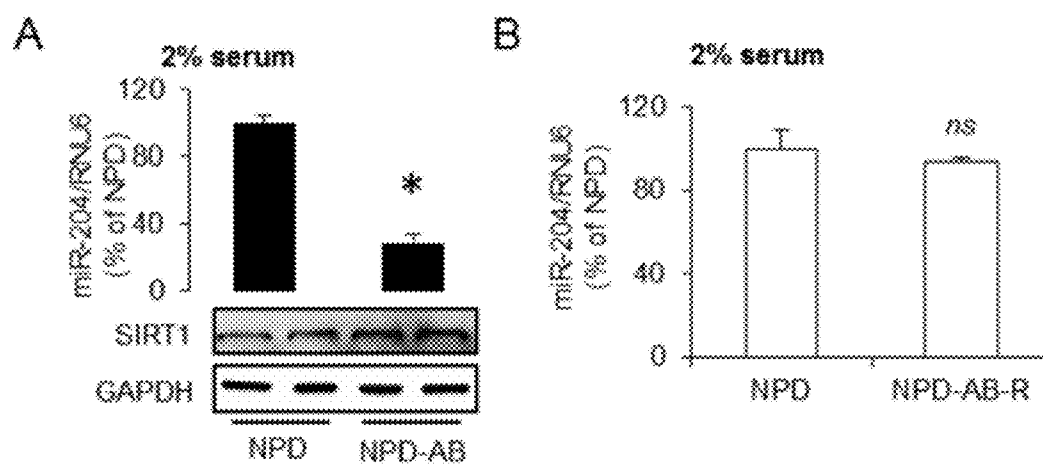 A
2% serum
miR-204/RNU6
(% of NPD)
120
80
40
0
*
SIRT1
GAPDH
NPD
NPD-AB
B
2% serum
miR-204/RNU6
(% of NPD)
120
80
40
0
ns
NPD
NPD-AB-R